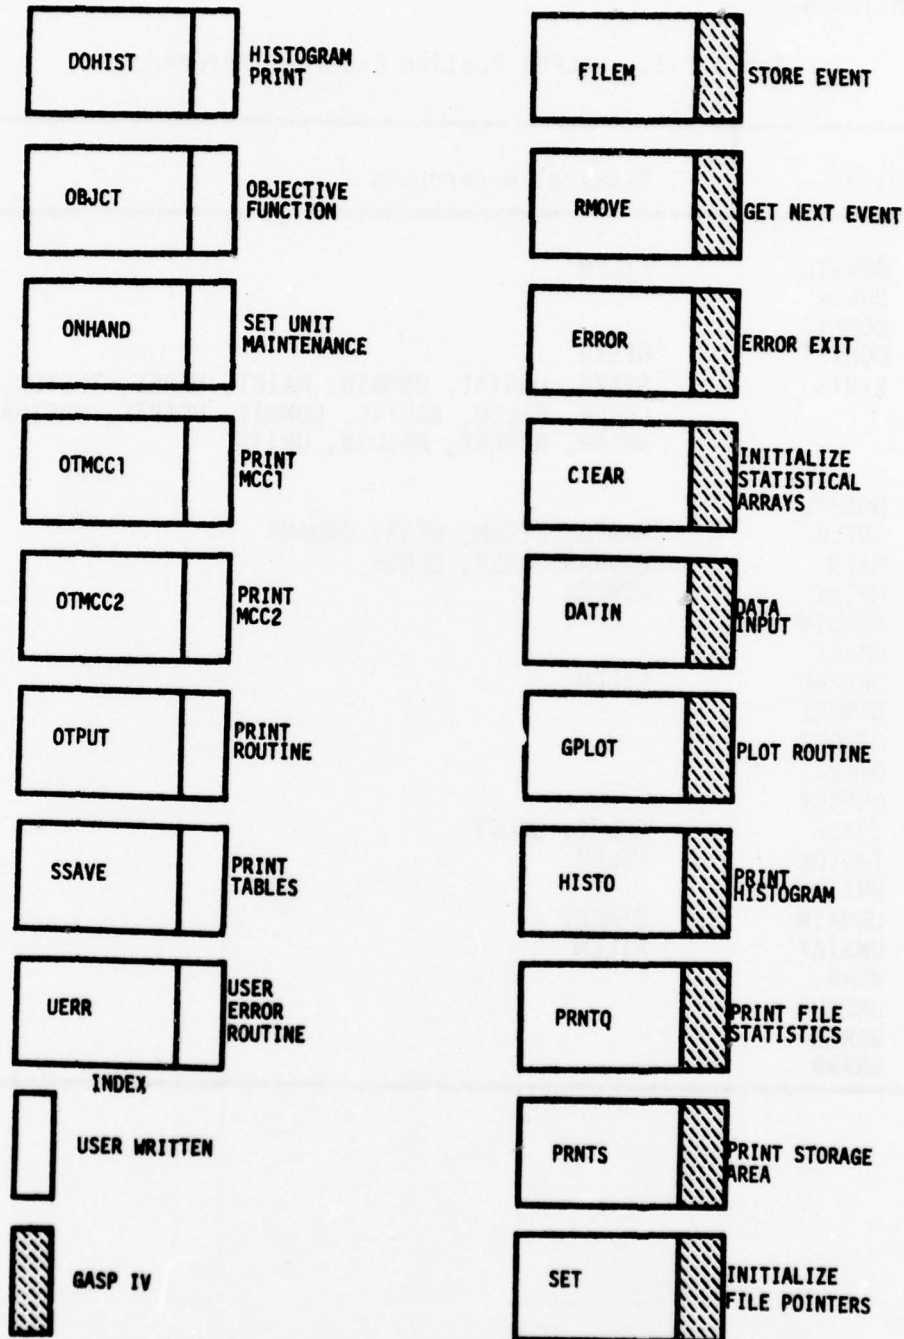 DOHIST
HISTOGRAM
PRINT
OBJCT
OBJECTIVE
FUNCTION
ONHAND
SET UNIT
MAINTENANCE
OTMCC1
PRINT
MCC1
OTMCC2
PRINT
MCC2
OTPUT
PRINT
ROUTINE
SSAVE
PRINT
TABLES
UERR
USER
ERROR
ROUTINE
INDEX
USER WRITTEN
GASP IV
FILEM
STORE EVENT
RMOVE
GET NEXT EVENT
ERROR
ERROR EXIT
CIEAR
INITIALIZE
STATISTICAL
ARRAYS
DATIN
DATA
INPUT
GPLOT
PLOT ROUTINE
HISTO
PRINT
HISTOGRAM
PRNTQ
PRINT FILE
STATISTICS
PRNTS
PRINT STORAGE
AREA
SET
INITIALIZE
FILE POINTERS